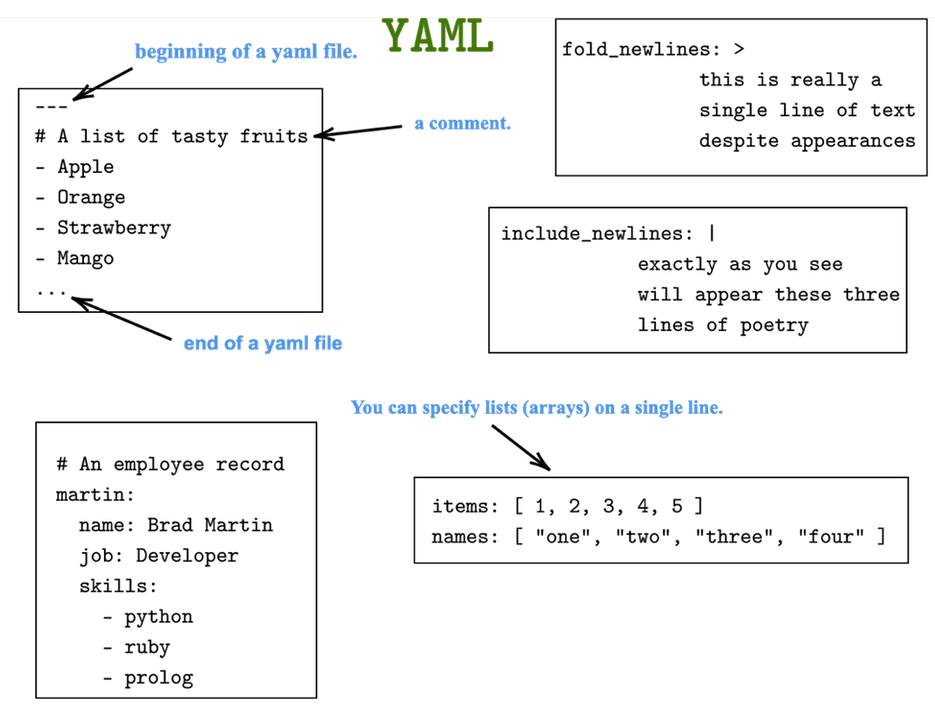 YAML
beginning of a yaml file.
---
# A list of tasty fruits
- Apple
- Orange
- Strawberry
- Mango
...
a comment.
end of a yaml file
fold_newlines: >
this is really a
single line of text
despite appearances
include_newlines: |
exactly as you see
will appear these three
lines of poetry
# An employee record
martin:
name: Brad Martin
job: Developer
skills:
- python
- ruby
- prolog
You can specify lists (arrays) on a single line.
items: [ 1, 2, 3, 4, 5 ]
names: [ "one", "two", "three", "four" ]